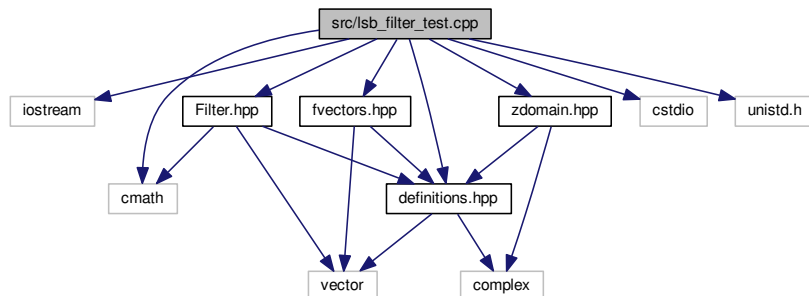 src/lsb_filter_test.cpp
iostream
Filter.hpp
fvectors.hpp
zdomain.hpp
cstdio
unistd.h
cmath
definitions.hpp
vector
complex